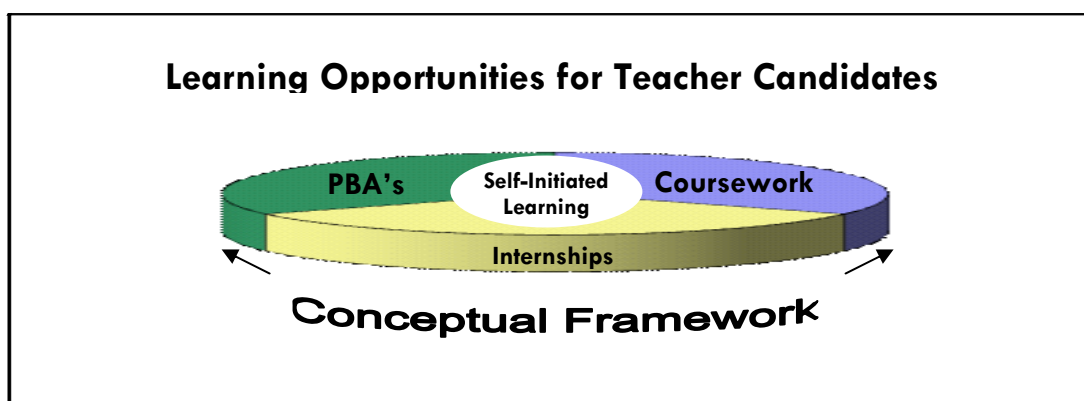 Learning Opportunities for Teacher Candidates
PBA's
Self-Initiated
Learning
Coursework
Internships
Conceptual Framework